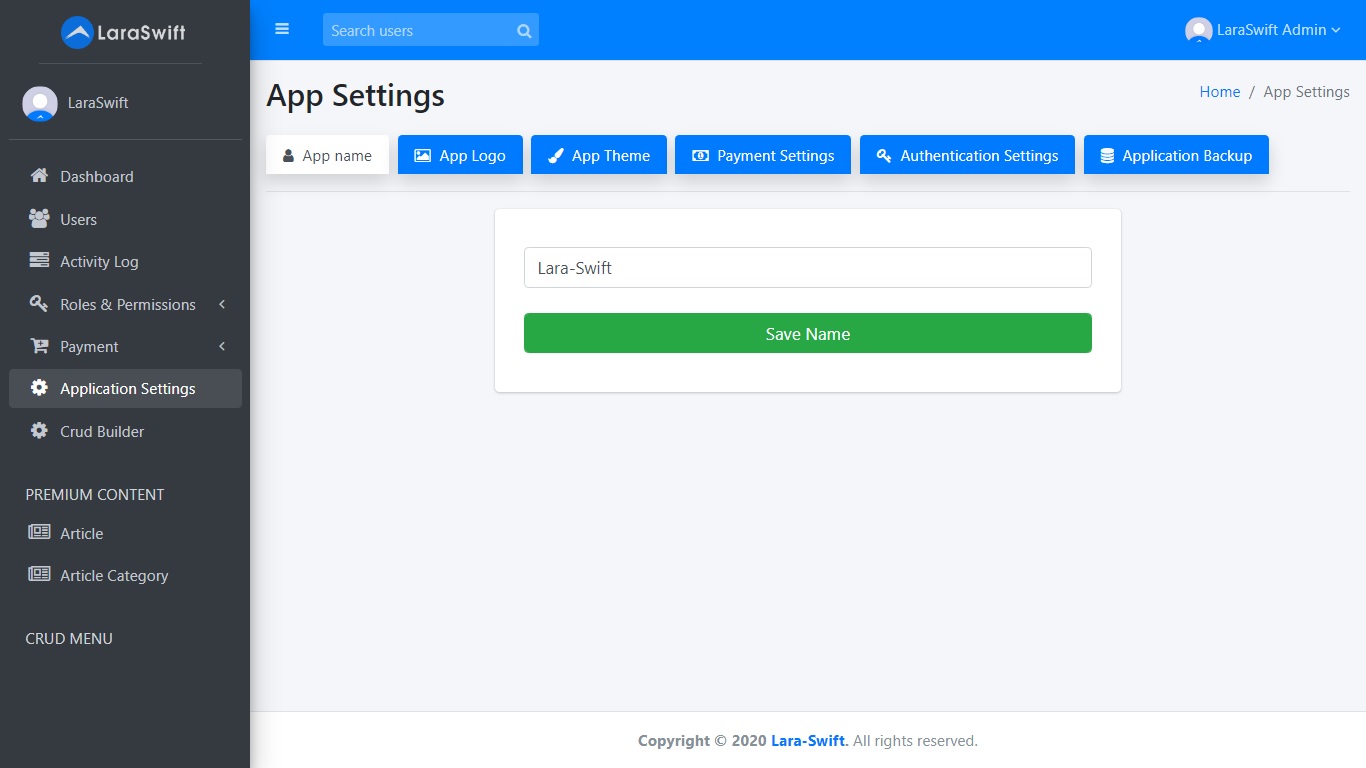 LaraSwift
Search users
LaraSwift Admin
LaraSwift
Dashboard
Users
Activity Log
Roles & Permissions
Payment
Application Settings
Crud Builder
PREMIUM CONTENT
Article
Article Category
CRUD MENU
App Settings
Home / App Settings
App name
App Logo
App Theme
Payment Settings
Authentication Settings
Application Backup
Lara-Swift
Save Name
Copyright © 2020 Lara-Swift. All rights reserved.